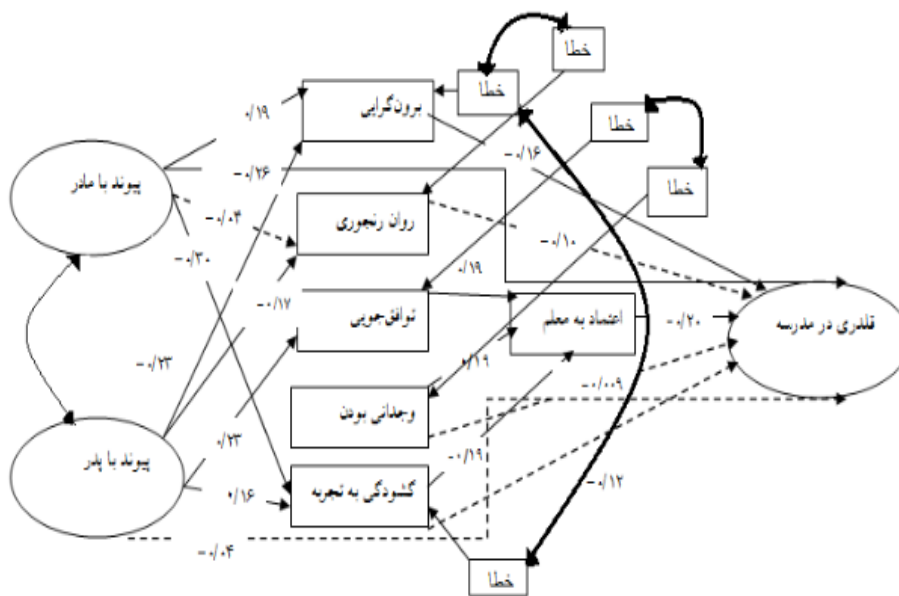 خطا
خطا
برون‌گرایی
۰/۱۹
خطا
-۰/۱۶
-۰/۲۶
پیوند با مادر
خطا
-۰/۰۴
روان رنجوری
-۰/۱۰
-۰/۳۰
۰/۱۹
-۰/۱۷
توافق‌جویی
اعتماد به معلم
-۰/۲۰
قلدری در مدرسه
-۰/۲۳
۰/۱۹
-۰/۰۰۹
وجدانی بودن
۰/۲۳
-۰/۱۹
پیوند با پدر
گشودگی به تجربه
-۰/۱۲
۰/۱۶
-۰/۰۴
خطا